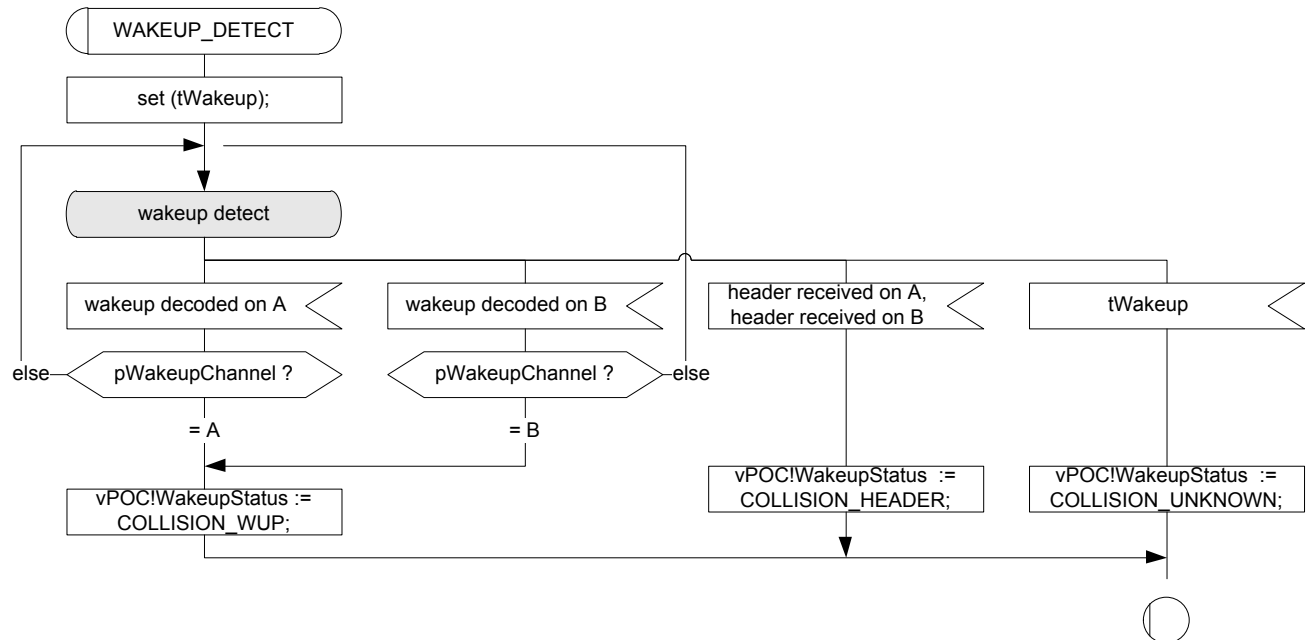 WAKEUP_DETECT
set (tWakeup);
wakeup detect
wakeup decoded on A
wakeup decoded on B
header received on A,
header received on B
tWakeup
else
pWakeupChannel ?
pWakeupChannel ?
else
= A
= B
vPOC!WakeupStatus :=
COLLISION_WUP;
vPOC!WakeupStatus :=
COLLISION_HEADER;
vPOC!WakeupStatus :=
COLLISION_UNKNOWN;